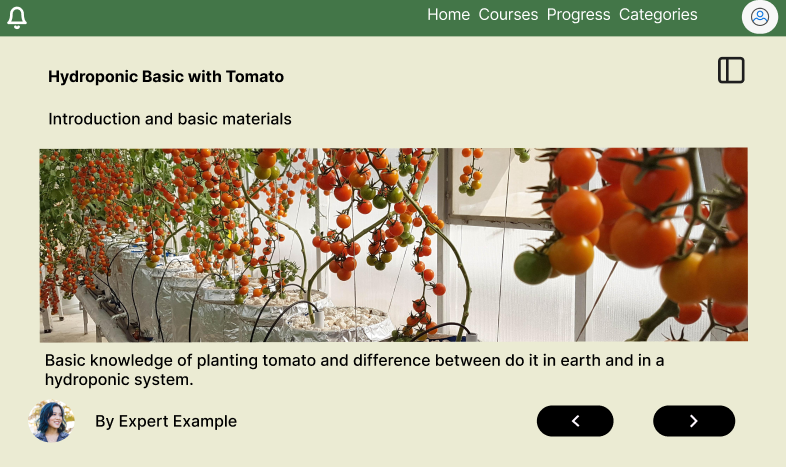 Home Courses Progress Categories
Hydroponic Basic with Tomato
Introduction and basic materials
Basic knowledge of planting tomato and difference between do it in earth and in a
hydroponic system.
By Expert Example